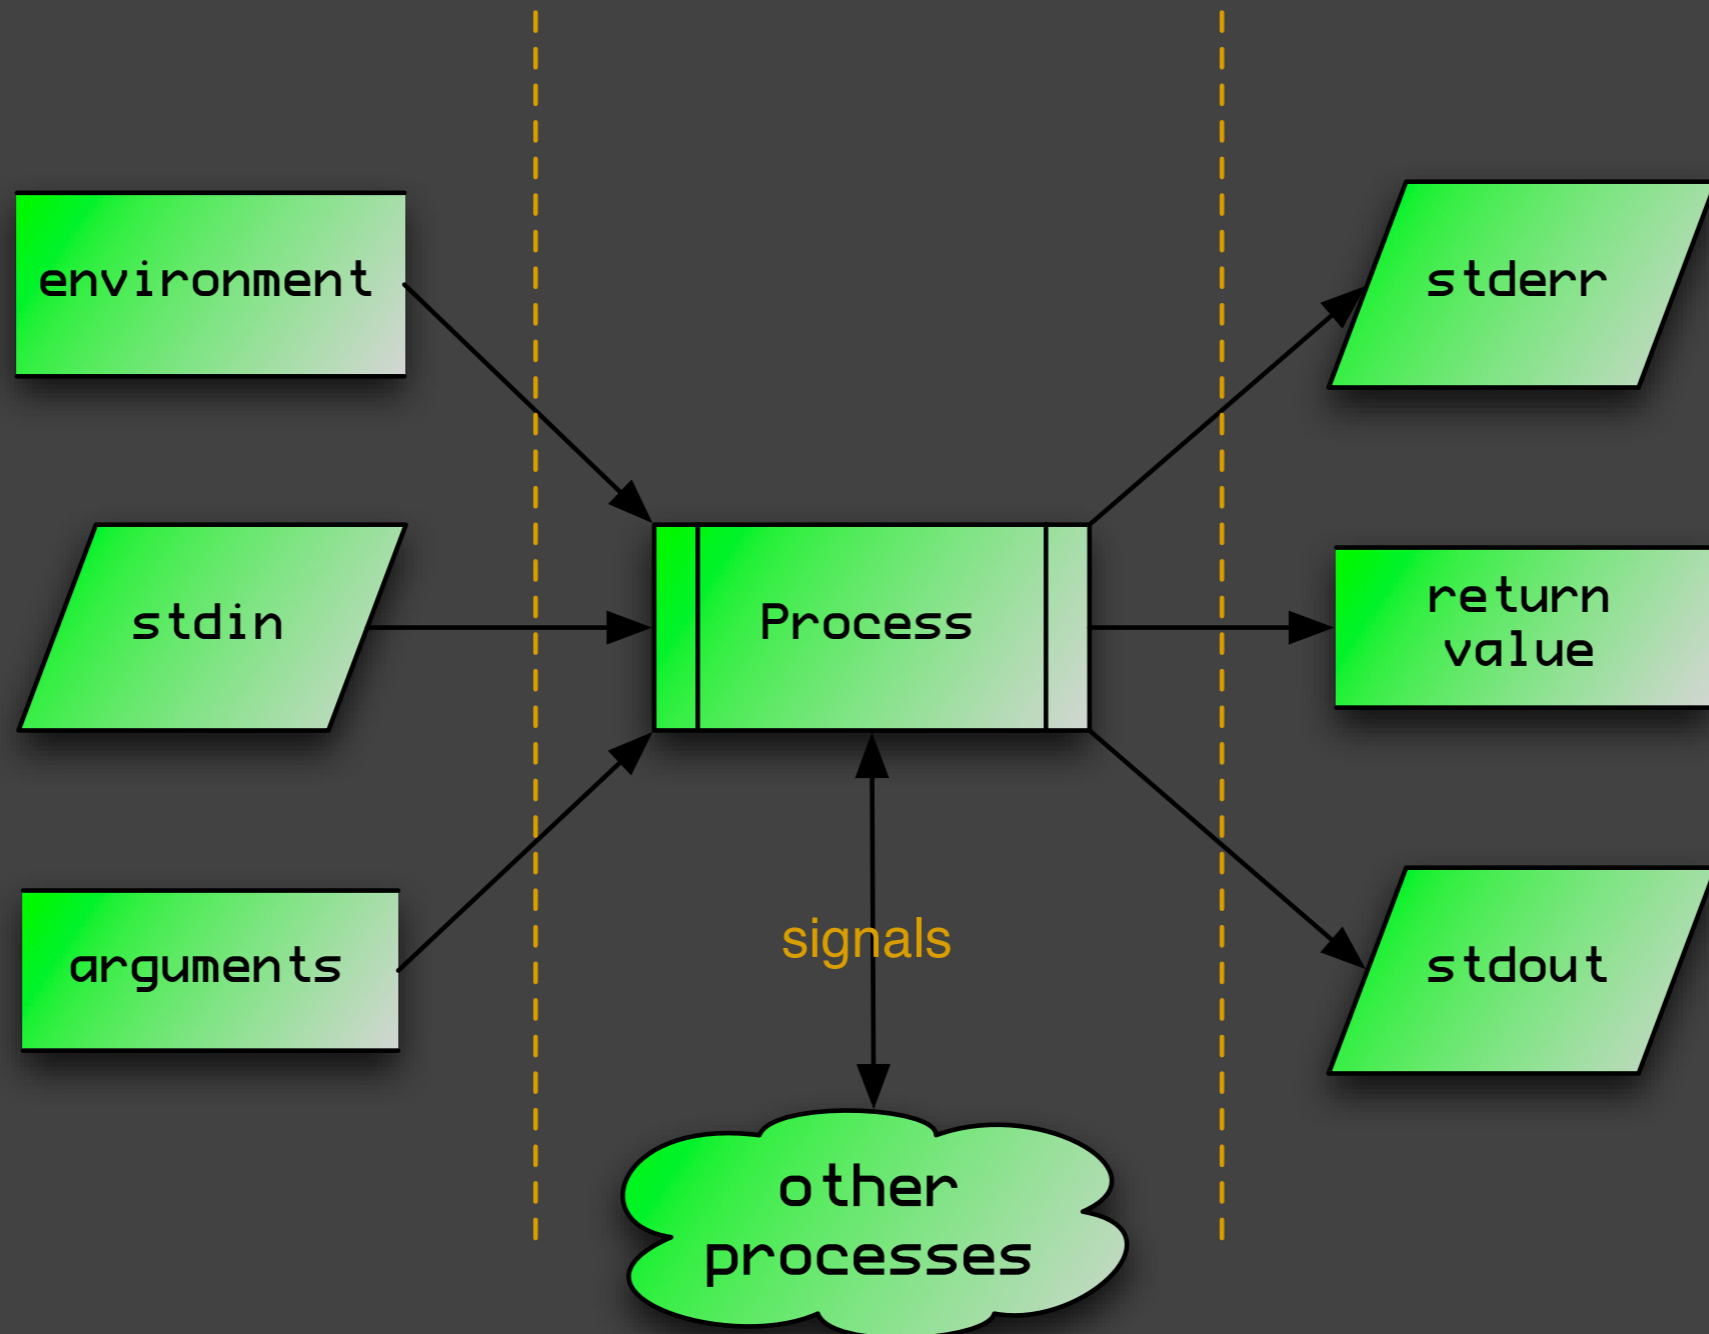 environment
stderr
stdin
Process
return
value
arguments
signals
stdout
other
processes